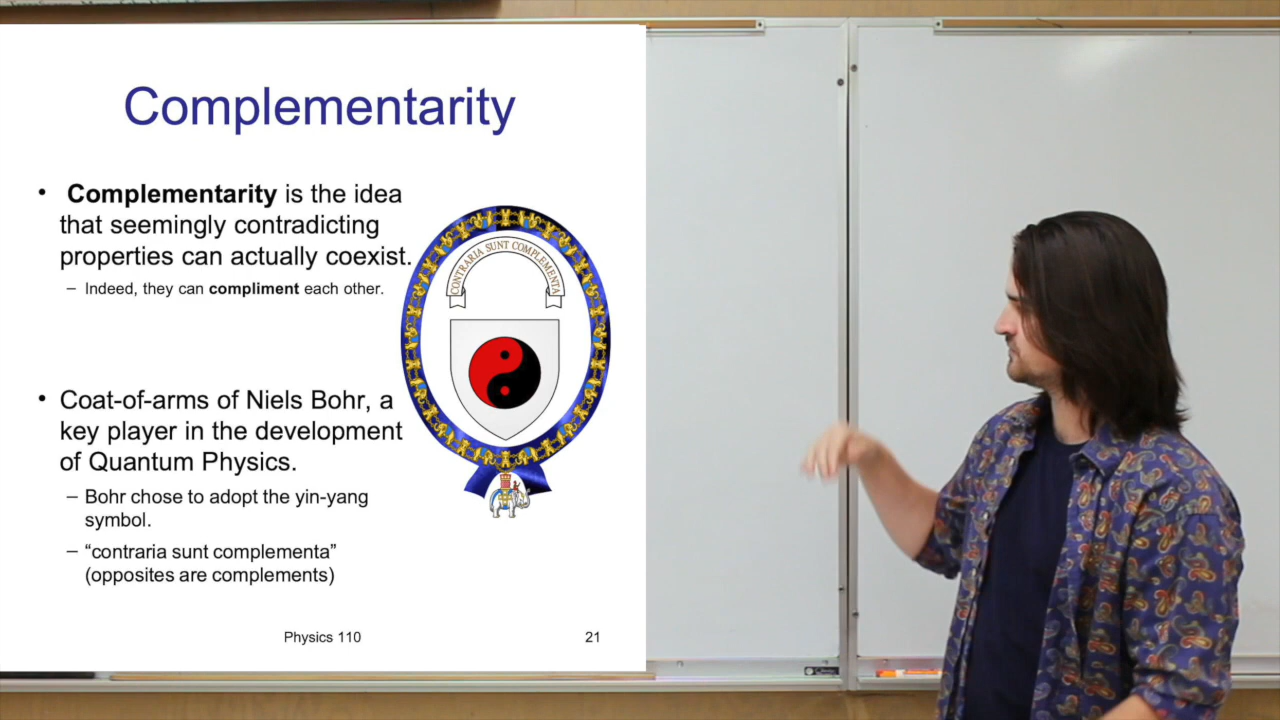 Complementarity
• Complementarity is the idea
that seemingly contradicting
properties can actually coexist.
– Indeed, they can compliment each other.
CONTRARIA SUNT COMPLEMENTA
• Coat-of-arms of Niels Bohr, a
key player in the development
of Quantum Physics.
– Bohr chose to adopt the yin-yang
symbol.
– “contraria sunt complementa”
(opposites are complements)
Physics 110
21